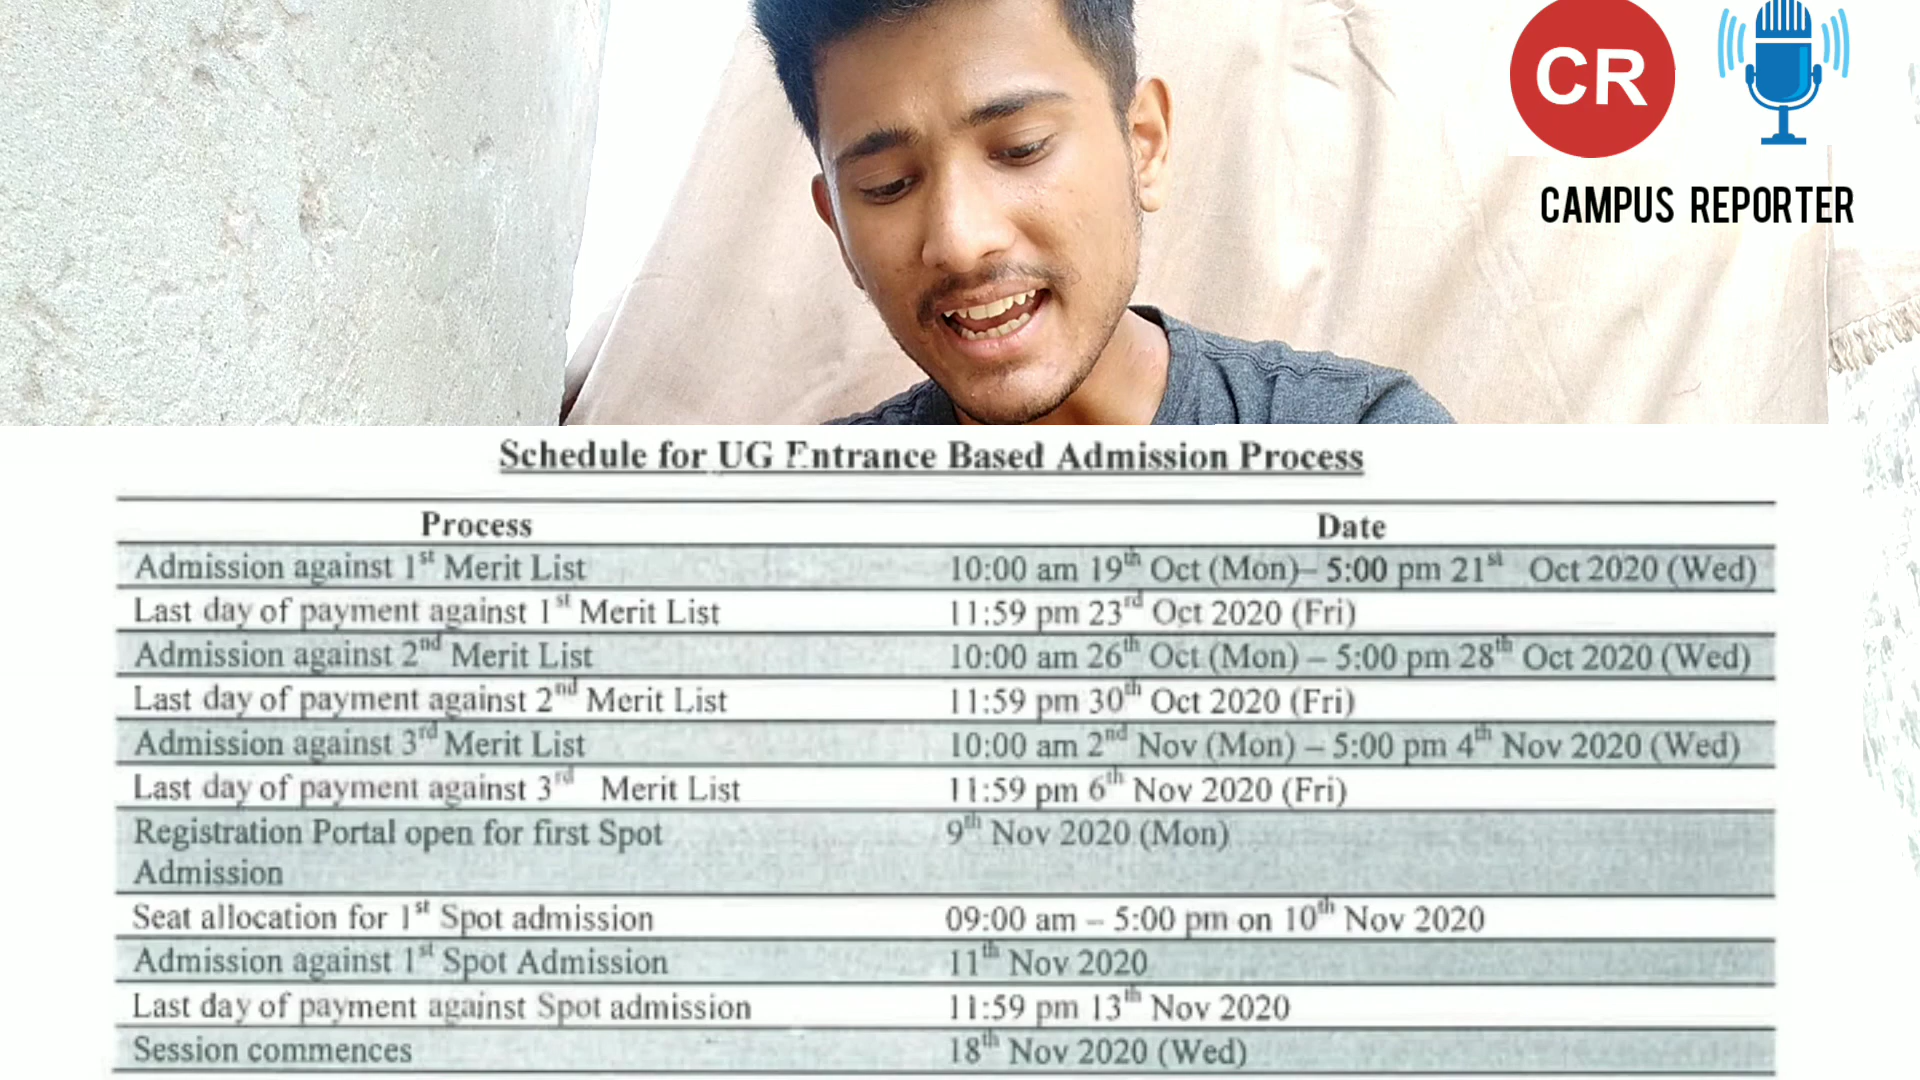 CR
CAMPUS REPORTER
Schedule for UG Entrance Based Admission Process
Process Date
Admission against 1st Merit List 10:00 am 19th Oct (Mon)– 5:00 pm 21st Oct 2020 (Wed)
Last day of payment against 1st Merit List 11:59 pm 23rd Oct 2020 (Fri)
Admission against 2nd Merit List 10:00 am 26th Oct (Mon) – 5:00 pm 28th Oct 2020 (Wed)
Last day of payment against 2nd Merit List 11:59 pm 30th Oct 2020 (Fri)
Admission against 3rd Merit List 10:00 am 2nd Nov (Mon) – 5:00 pm 4th Nov 2020 (Wed)
Last day of payment against 3rd Merit List 11:59 pm 6th Nov 2020 (Fri)
Registration Portal open for first Spot 9th Nov 2020 (Mon)
Admission
Seat allocation for 1st Spot admission 09:00 am – 5:00 pm on 10th Nov 2020
Admission against 1st Spot Admission 11th Nov 2020
Last day of payment against Spot admission 11:59 pm 13th Nov 2020
Session commences 18th Nov 2020 (Wed)